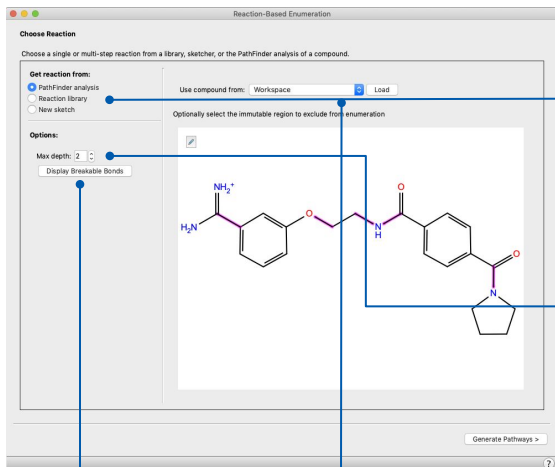 Reaction-Based Enumeration
Choose Reaction
Choose a single or multi-step reaction from a library, sketcher, or the PathFinder analysis of a compound.
Get reaction from:
PathFinder analysis
Reaction library
New sketch
Options:
Max depth: 2
Display Breakable Bonds
Use compound from: Workspace Load
Optionally select the immutable region to exclude from enumeration
NH2+
H2N
O
N
H
O
O
N
Generate Pathways >
?